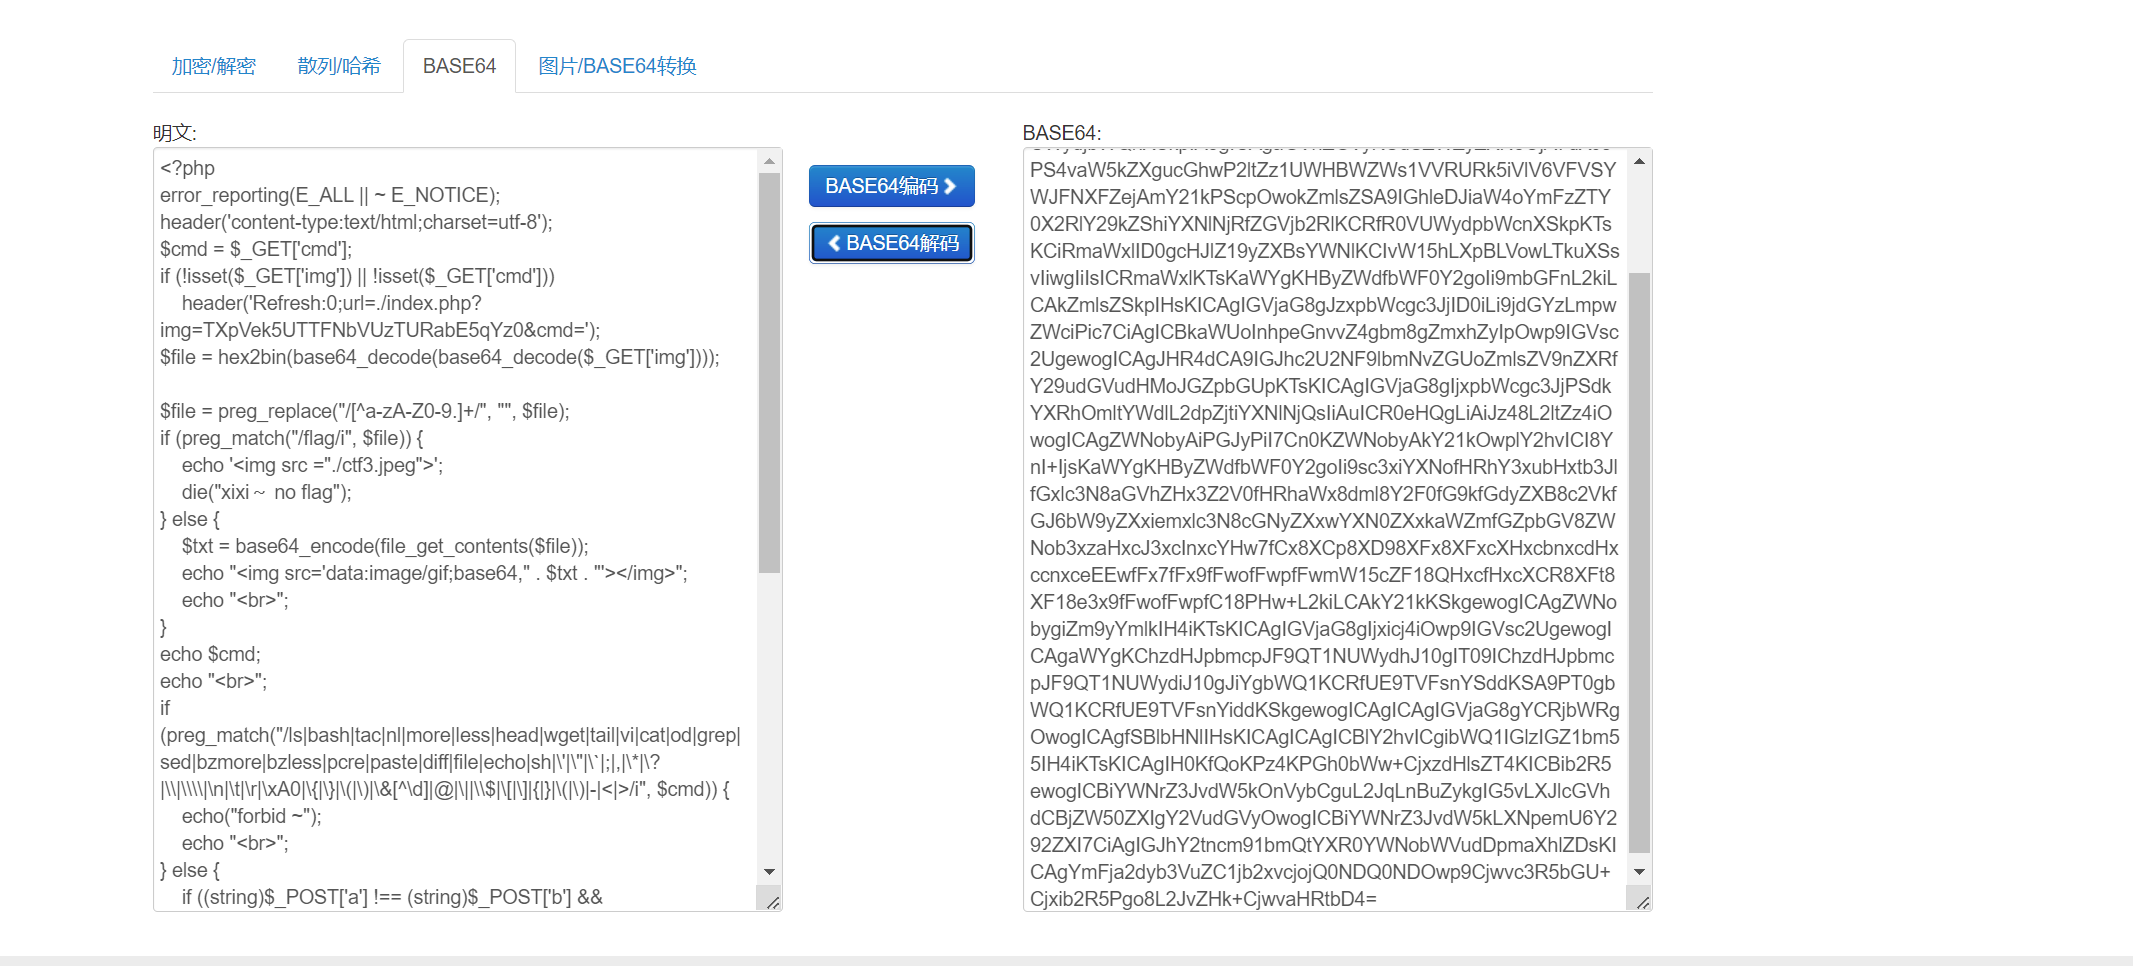 加密/解密
散列/哈希
BASE64
图片/BASE64转换
明文:
<?php
error_reporting(E_ALL || ~ E_NOTICE);
header('content-type:text/html;charset=utf-8');
$cmd = $_GET['cmd'];
if (!isset($_GET['img']) || !isset($_GET['cmd']))
    header('Refresh:0;url=./index.php?
img=TXpVek5UTTFNbVUzTURabE5qYz0&cmd=');
$file = hex2bin(base64_decode(base64_decode($_GET['img'])));

$file = preg_replace("/[^a-zA-Z0-9.]+/", "", $file);
if (preg_match("/flag/i", $file)) {
    echo '<img src ="./ctf3.jpeg">';
    die("xixi～ no flag");
} else {
    $txt = base64_encode(file_get_contents($file));
    echo "<img src='data:image/gif;base64," . $txt . "'></img>";
    echo "<br>";
}
echo $cmd;
echo "<br>";
if
(preg_match("/ls|bash|tac|nl|more|less|head|wget|tail|vi|cat|od|grep|
sed|bzmore|bzless|pcre|paste|diff|file|echo|sh|\'|\"|\`|;|,|\*|\?
|\\|\\\\|\n|\t|\r|\xA0|\{|\}|\(|\)|\&[^\d]|@|\||\\$|\[|\]|{|}|\(|\)|-|<|>/i", $cmd)) {
    echo("forbid ~");
    echo "<br>";
} else {
    if ((string)$_POST['a'] !== (string)$_POST['b'] &&
BASE64编码
BASE64解码
BASE64:
PS4vaW5kZXgucGhwP2ltZz1UWHBWZWs1VVRURk5iVlV6VFVSY
WJFNXFZejAmY21kPScpOwokZmlsZSA9IGhleDJiaW4oYmFzZTY
0X2RlY29kZShiYXNlNjRfZGVjb2RlKCRfR0VUWydpbWcnXSkpKTs
KCiRmaWxlID0gcHJlZ19yZXBsYWNlKCIvW15hLXpBLVowLTkuXSs
vIiwgIiIsICRmaWxlKTsKaWYgKHByZWdfbWF0Y2goIi9mbGFnL2kiL
CAkZmlsZSkpIHsKICAgIGVjaG8gJzxpbWcgc3JjID0iLi9jdGYzLmpw
ZWciPic7CiAgICBkaWUoInhpeGnvvZ4gbm8gZmxhZyIpOwp9IGVsc
2UgewogICAgJHR4dCA9IGJhc2U2NF9lbmNvZGUoZmlsZV9nZXRf
Y29udGVudHMoJGZpbGUpKTsKICAgIGVjaG8gIjxpbWcgc3JjPSdk
YXRhOmltYWdlL2dpZjtiYXNlNjQsIiAuICR0eHQgLiAiJz48L2ltZz4iO
wogICAgZWNobyAiPGJyPiI7Cn0KZWNobyAkY21kOwplY2hvICI8Y
nI+IjsKaWYgKHByZWdfbWF0Y2goIi9sc3xiYXNofHRhY3xubHxtb3Jl
fGxlc3N8aGVhZHx3Z2V0fHRhaWx8dml8Y2F0fG9kfGdyZXB8c2Vkf
GJ6bW9yZXxiemxlc3N8cGNyZXxwYXN0ZXxkaWZmfGZpbGV8ZW
Nob3xzaHxcJ3xcInxcYHw7fCx8XCp8XD98XFx8XFxcXHxcbnxcdHx
ccnxceEEwfFx7fFx9fFwofFwpfFwmW15cZF18QHxcfHxcXCR8XFt8
XF18e3x9fFwofFwpfC18PHw+L2kiLCAkY21kKSkgewogICAgZWNo
bygiZm9yYmlkIH4iKTsKICAgIGVjaG8gIjxicj4iOwp9IGVsc2UgewogI
CAgaWYgKChzdHJpbmcpJF9QT1NUWydhJ10gIT09IChzdHJpbmc
pJF9QT1NUWydiJ10gJiYgbWQ1KCRfUE9TVFsnYSddKSA9PT0gb
WQ1KCRfUE9TVFsnYiddKSkgewogICAgICAgIGVjaG8gYCRjbWRg
OwogICAgfSBlbHNlIHsKICAgICAgICBlY2hvICgibWQ1IGlzIGZ1bm5
5IH4iKTsKICAgIH0KfQoKPz4KPGh0bWw+CjxzdHlsZT4KICBib2R5
ewogICBiYWNrZ3JvdW5kOnVybCguL2JqLnBuZykgIG5vLXJlcGVh
dCBjZW50ZXIgY2VudGVyOwogICBiYWNrZ3JvdW5kLXNpemU6Y2
92ZXI7CiAgIGJhY2tncm91bmQtYXR0YWNobWVudDpmaXhlZDsKI
CAgYmFja2dyb3VuZC1jb2xvcjojQ0NDQ0NDOwp9Cjwvc3R5bGU+
Cjxib2R5Pgo8L2JvZHk+CjwvaHRtbD4=